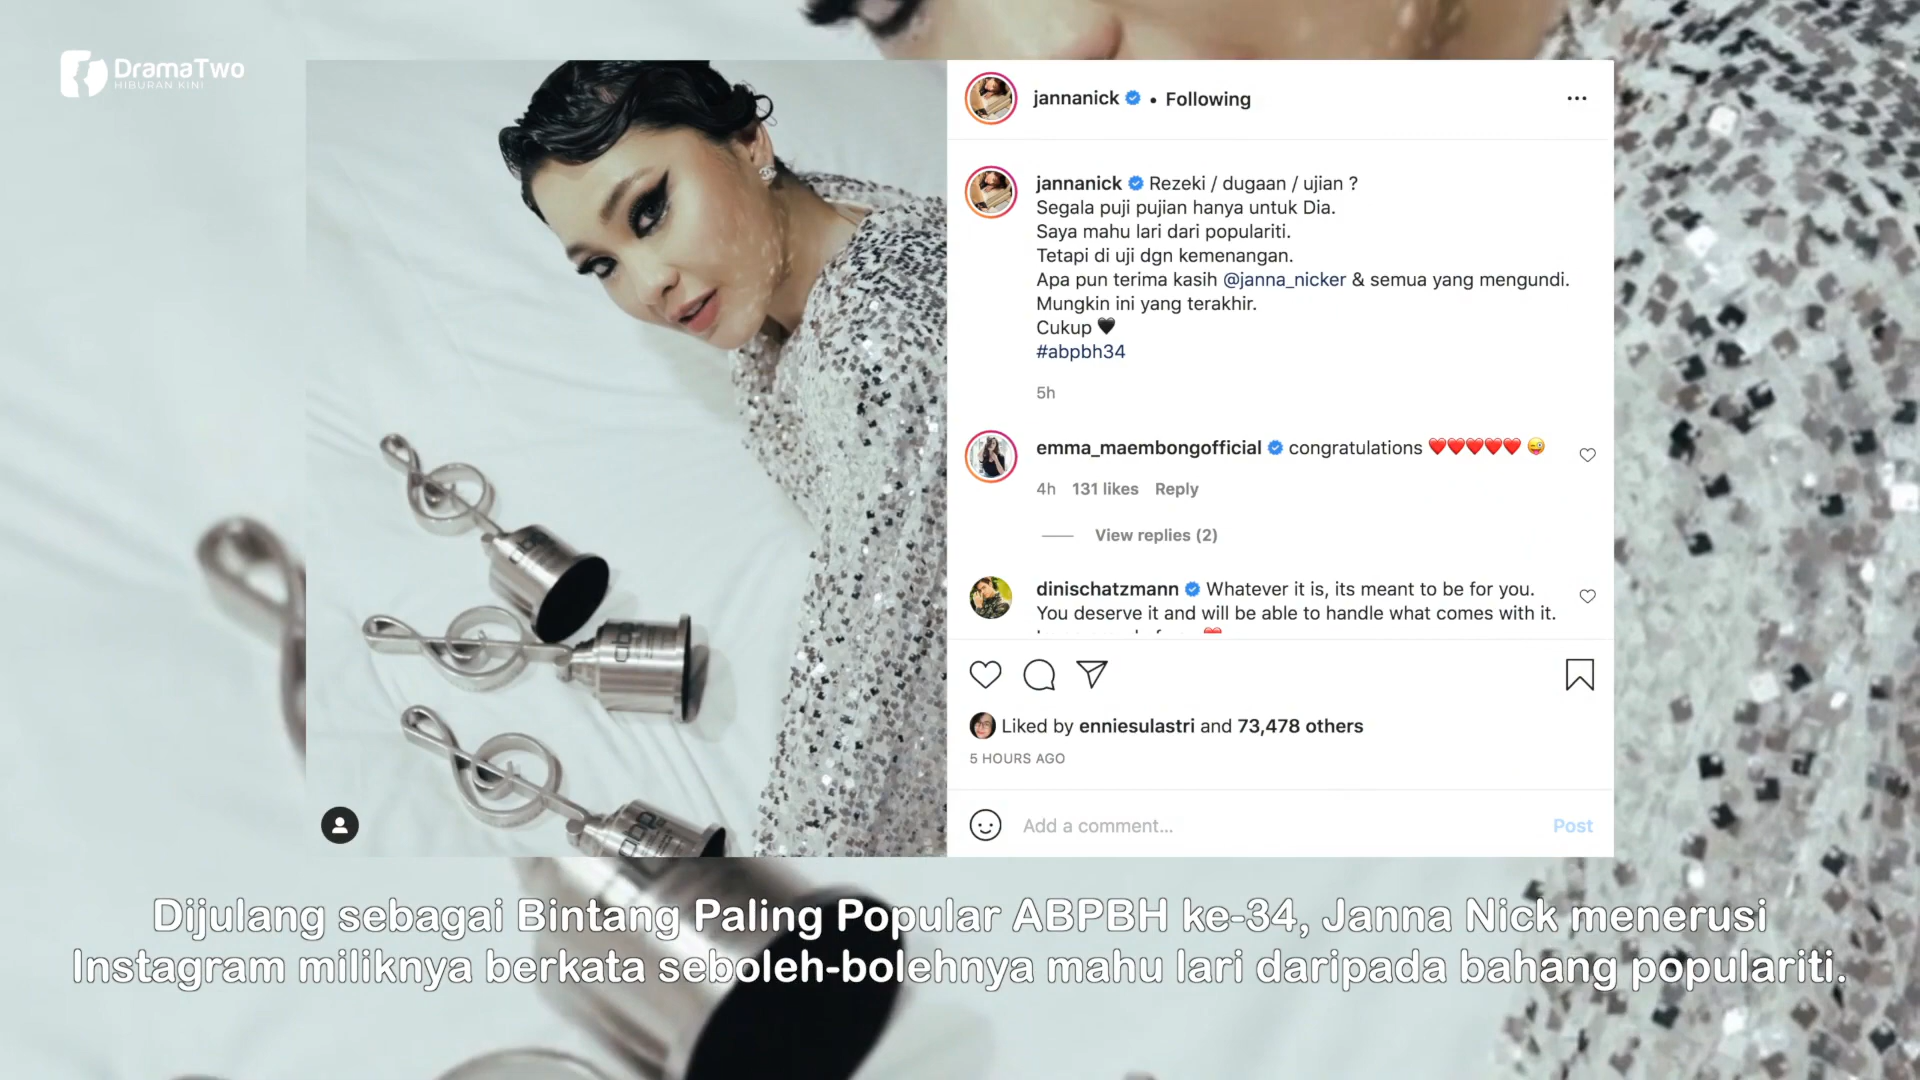 DramaTwo
HIBURAN KINI
jannanick • Following
jannanick Rezeki / dugaan / ujian ?
Segala puji pujian hanya untuk Dia.
Saya mahu lari dari populariti.
Tetapi di uji dgn kemenangan.
Apa pun terima kasih @janna_nicker & semua yang mengundi.
Mungkin ini yang terakhir.
Cukup 🖤
#abpbh34
5h
emma_maembongofficial congratulations ❤️❤️❤️❤️❤️ 😜
4h 131 likes Reply
View replies (2)
dinischatzmann Whatever it is, its meant to be for you.
You deserve it and will be able to handle what comes with it.
Liked by enniesulastri and 73,478 others
5 HOURS AGO
Add a comment... Post
Dijulang sebagai Bintang Paling Popular ABPBH ke-34, Janna Nick menerusi
Instagram miliknya berkata seboleh-bolehnya mahu lari daripada bahang populariti.